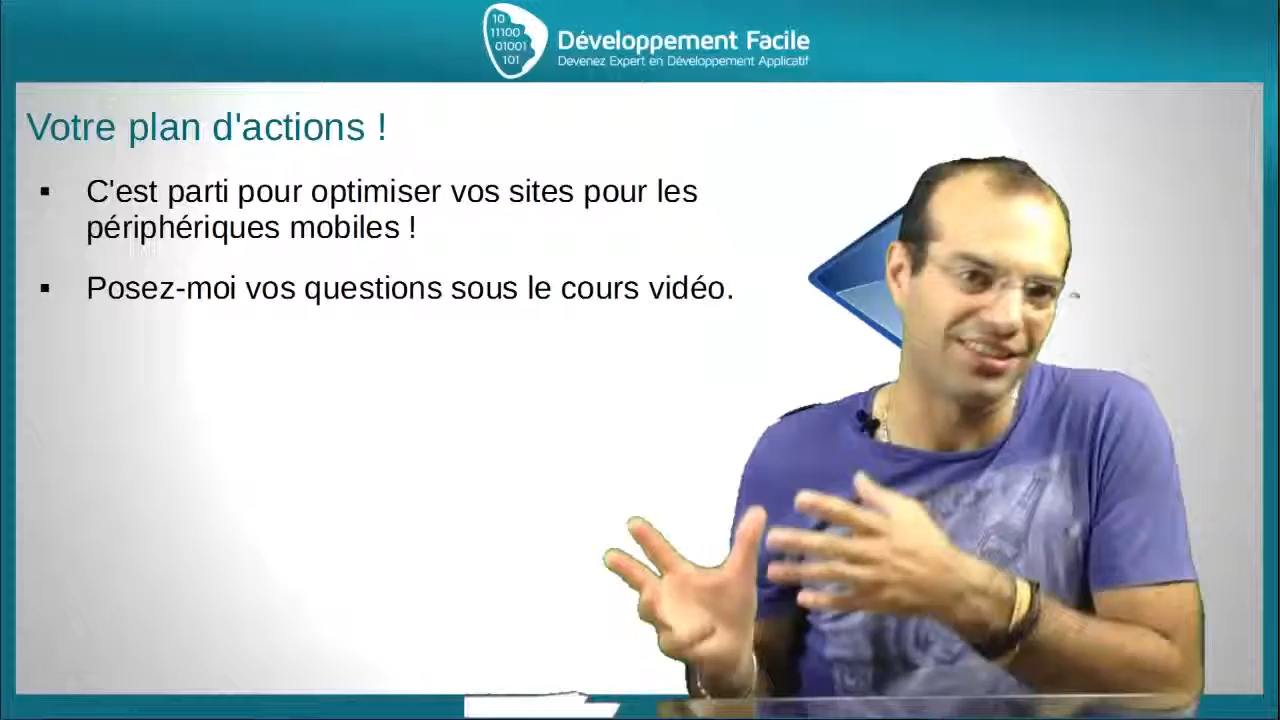 10
11100
01001
101
Développement Facile
Devenez Expert en Développement Applicatif
Votre plan d'actions !
C'est parti pour optimiser vos sites pour les
périphériques mobiles !
Posez-moi vos questions sous le cours vidéo.